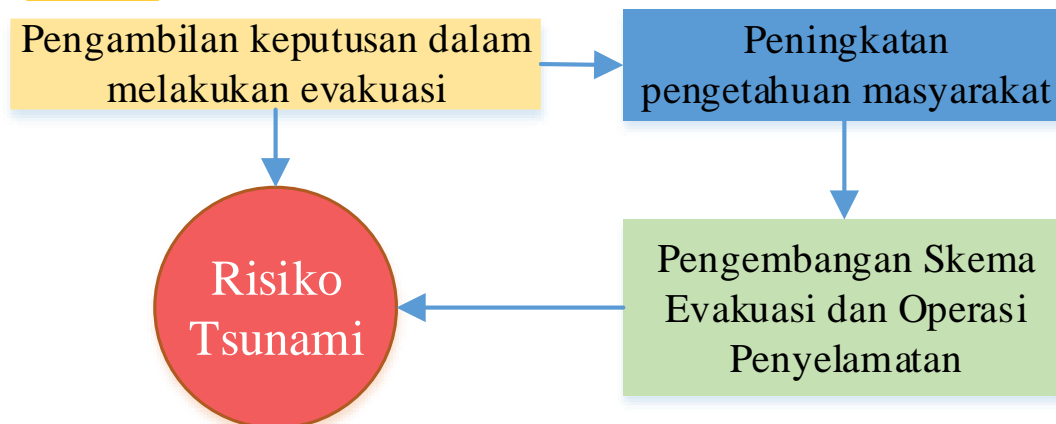 Pengambilan keputusan dalam
melakukan evakuasi
Peningkatan
pengetahuan masyarakat
Risiko
Tsunami
Pengembangan Skema
Evakuasi dan Operasi
Penyelamatan